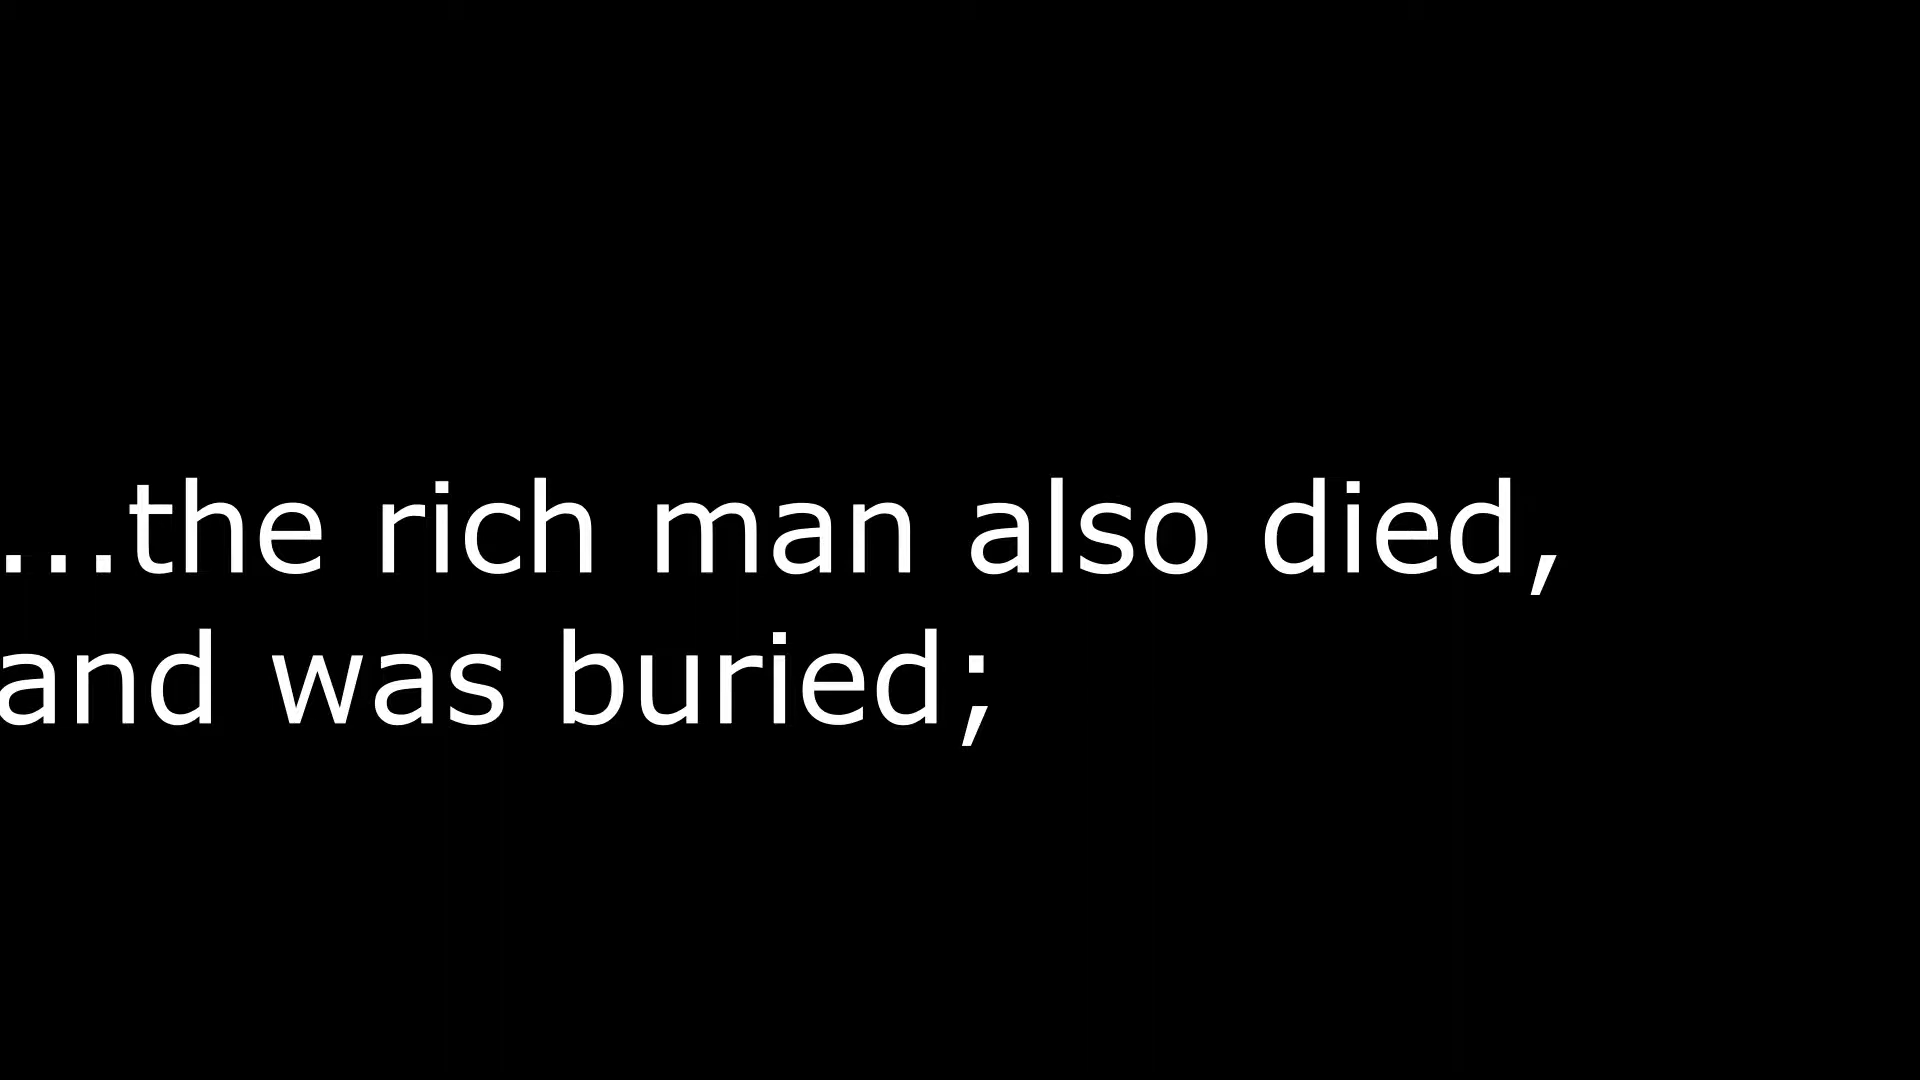 ...the rich man also died,
and was buried;